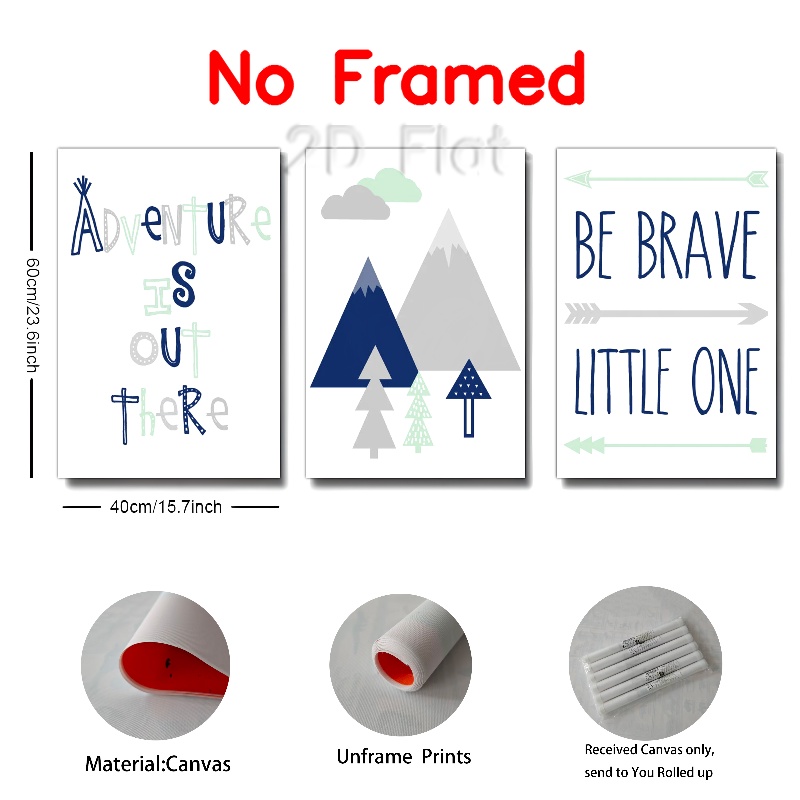 No Framed
2D Flat
ADVENTURE
IS
OUT
THERE
BE BRAVE
LITTLE ONE
60cm/23.6inch
40cm/15.7inch
Material:Canvas
Unframe Prints
Received Canvas only,
send to You Rolled up